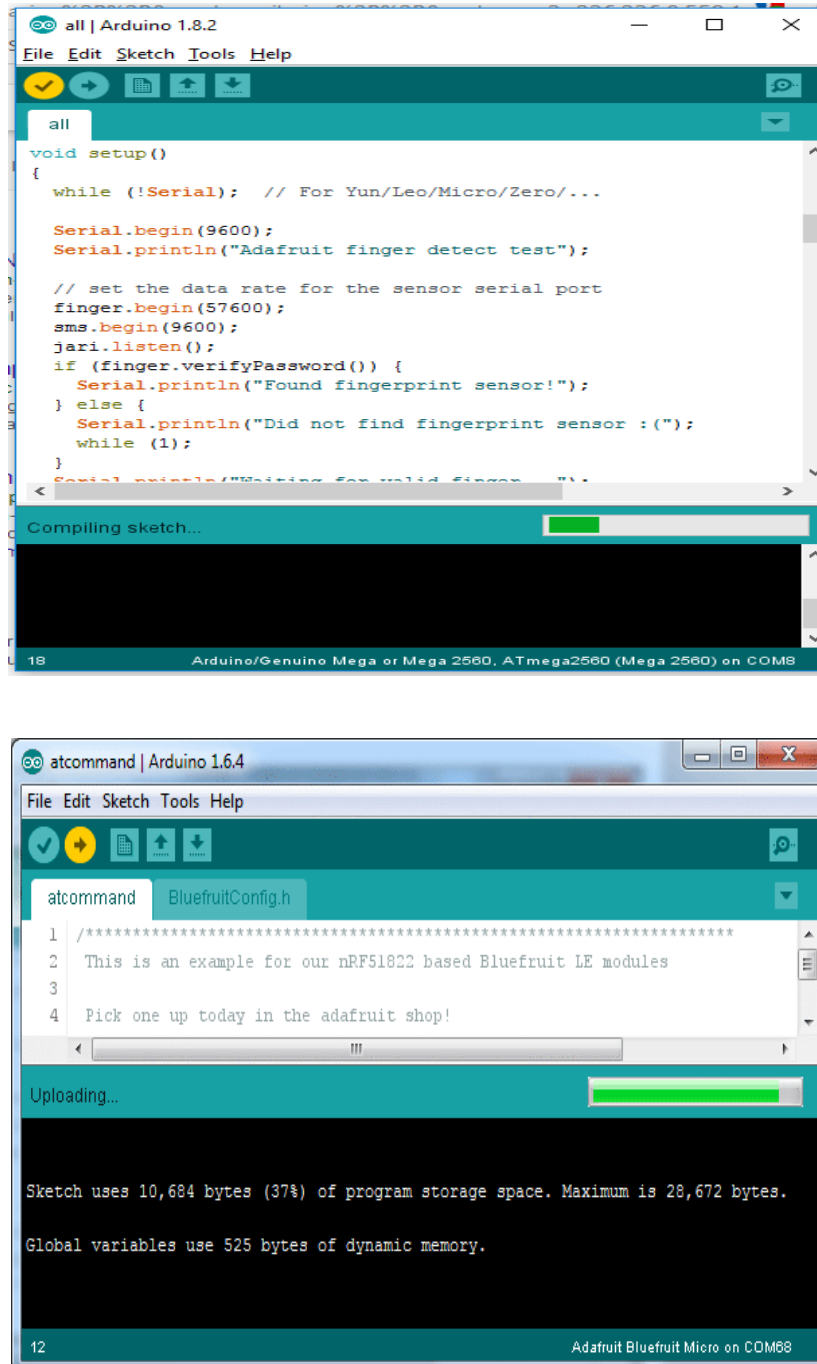 all | Arduino 1.8.2
File Edit Sketch Tools Help
all
void setup()
{
while (!Serial);  // For Yun/Leo/Micro/Zero/...
Serial.begin(9600);
Serial.println("Adafruit finger detect test");
// set the data rate for the sensor serial port
finger.begin(57600);
sms.begin(9600);
jari.listen();
if (finger.verifyPassword()) {
Serial.println("Found fingerprint sensor!");
} else {
Serial.println("Did not find fingerprint sensor :(");
while (1);
}
Serial.println("Waiting for valid finger...");
Compiling sketch...
18 Arduino/Genuino Mega or Mega 2560, ATmega2560 (Mega 2560) on COM8
atcommand | Arduino 1.6.4
File Edit Sketch Tools Help
atcommand BluefruitConfig.h
1 /*********************************************************************
2 This is an example for our nRF51822 based Bluefruit LE modules
3
4 Pick one up today in the adafruit shop!
Uploading...
Sketch uses 10,684 bytes (37%) of program storage space. Maximum is 28,672 bytes.
Global variables use 525 bytes of dynamic memory.
12 Adafruit Bluefruit Micro on COM68